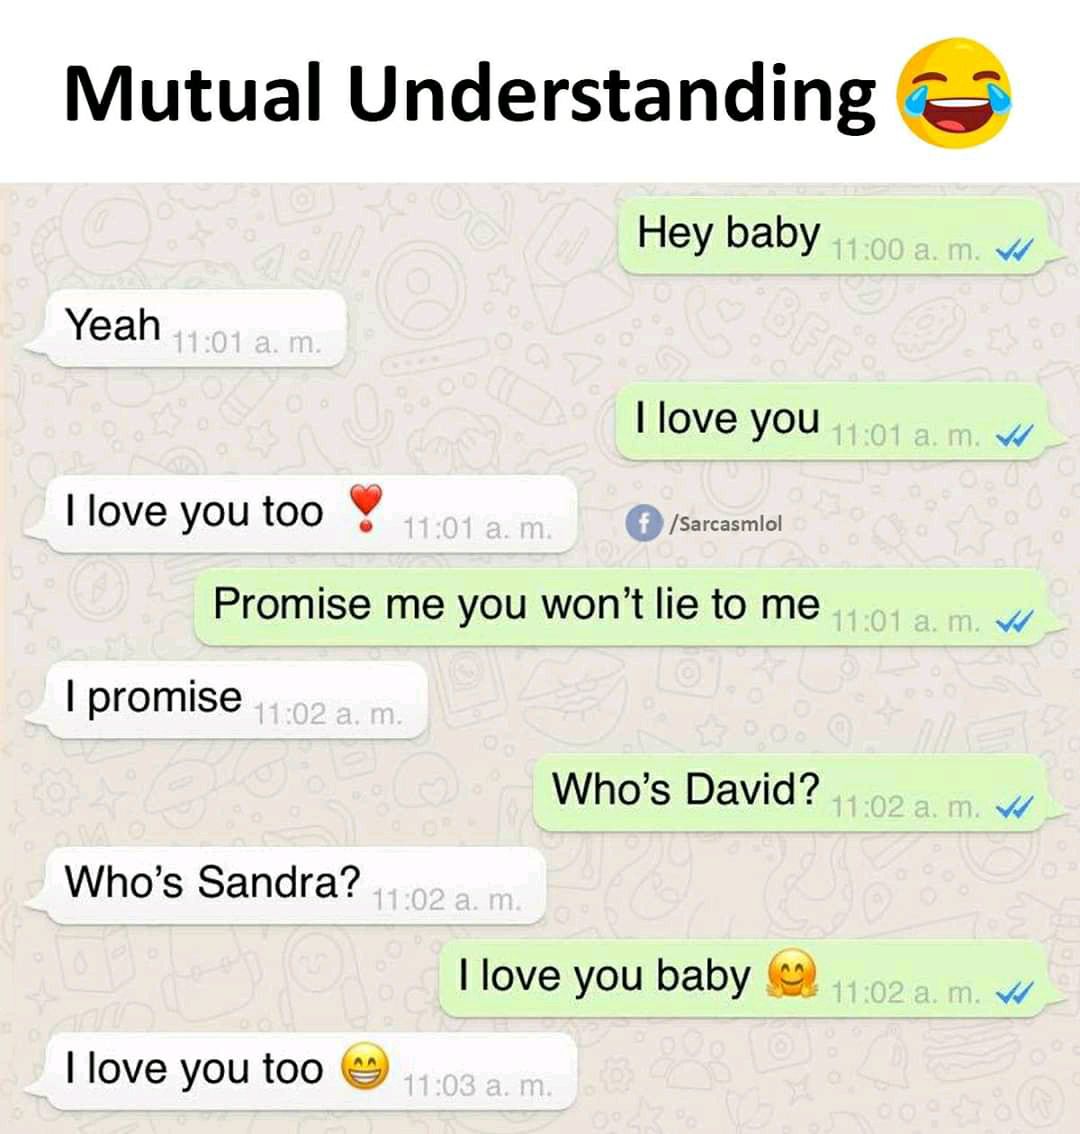 Mutual Understanding 😂
Hey baby 11:00 a. m.
Yeah 11:01 a. m.
I love you 11:01 a. m.
I love you too ❣ 11:01 a. m.
f /Sarcasmlol
Promise me you won’t lie to me 11:01 a. m.
I promise 11:02 a. m.
Who’s David? 11:02 a. m.
Who’s Sandra? 11:02 a. m.
I love you baby 🤗 11:02 a. m.
I love you too 😁 11:03 a. m.